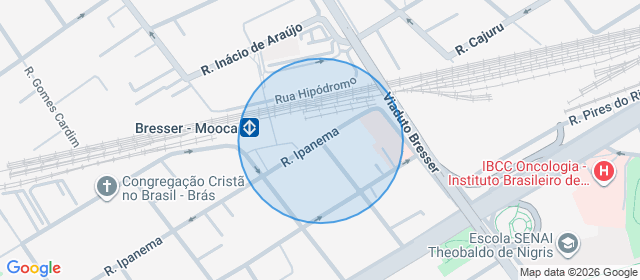 R. Inácio de Araújo
R. Cajuru
R. Gomes Cardim
Rua Hipódromo
Viaduto Bresser
R. Pires do Ri
Bresser - Mooca
R. Ipanema
IBCC Oncologia -
Instituto Brasileiro de...
Congregação Cristã
no Brasil - Brás
R. Ipanema
Escola SENAI
Theobaldo de Nigris
Google
Map data ©2026 Google